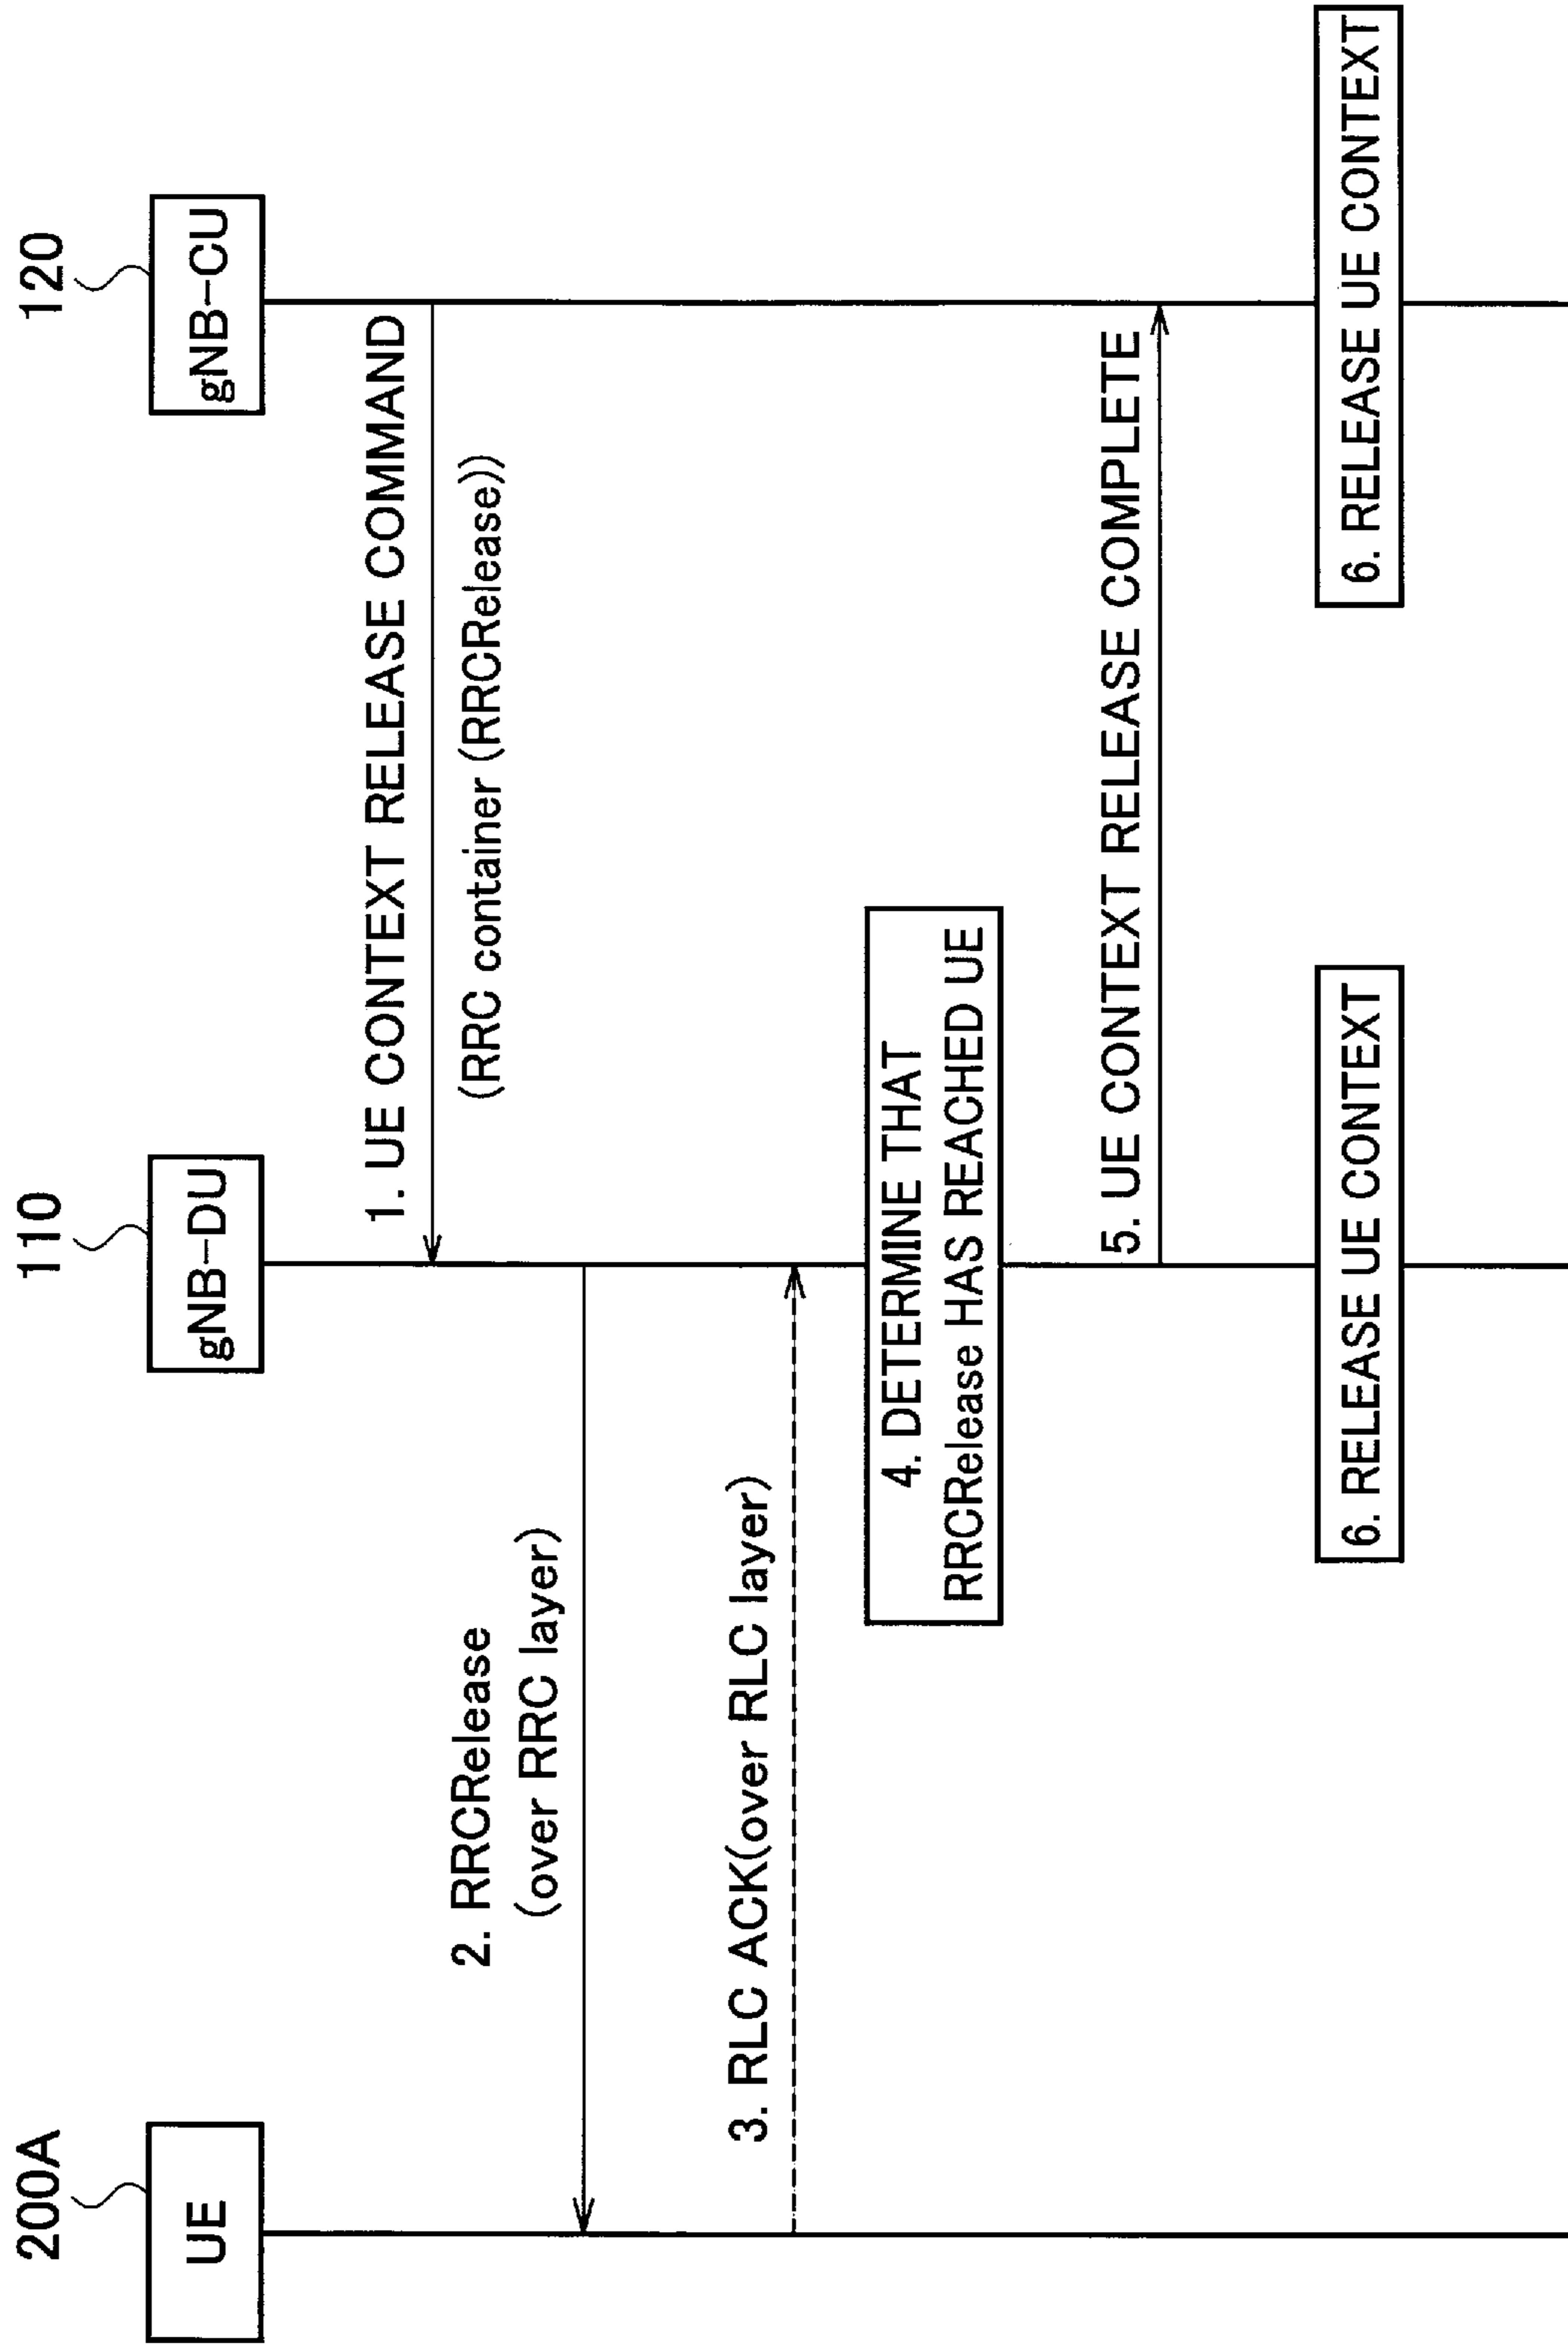 200A
110
120
UE
gNB-DU
gNB-CU
1. UE CONTEXT RELEASE COMMAND
(RRC container (RRCRelease))
2. RRCRelease
(over RRC layer)
3. RLC ACK(over RLC layer)
4. DETERMINE THAT
RRCRelease HAS REACHED UE
5. UE CONTEXT RELEASE COMPLETE
6. RELEASE UE CONTEXT
6. RELEASE UE CONTEXT